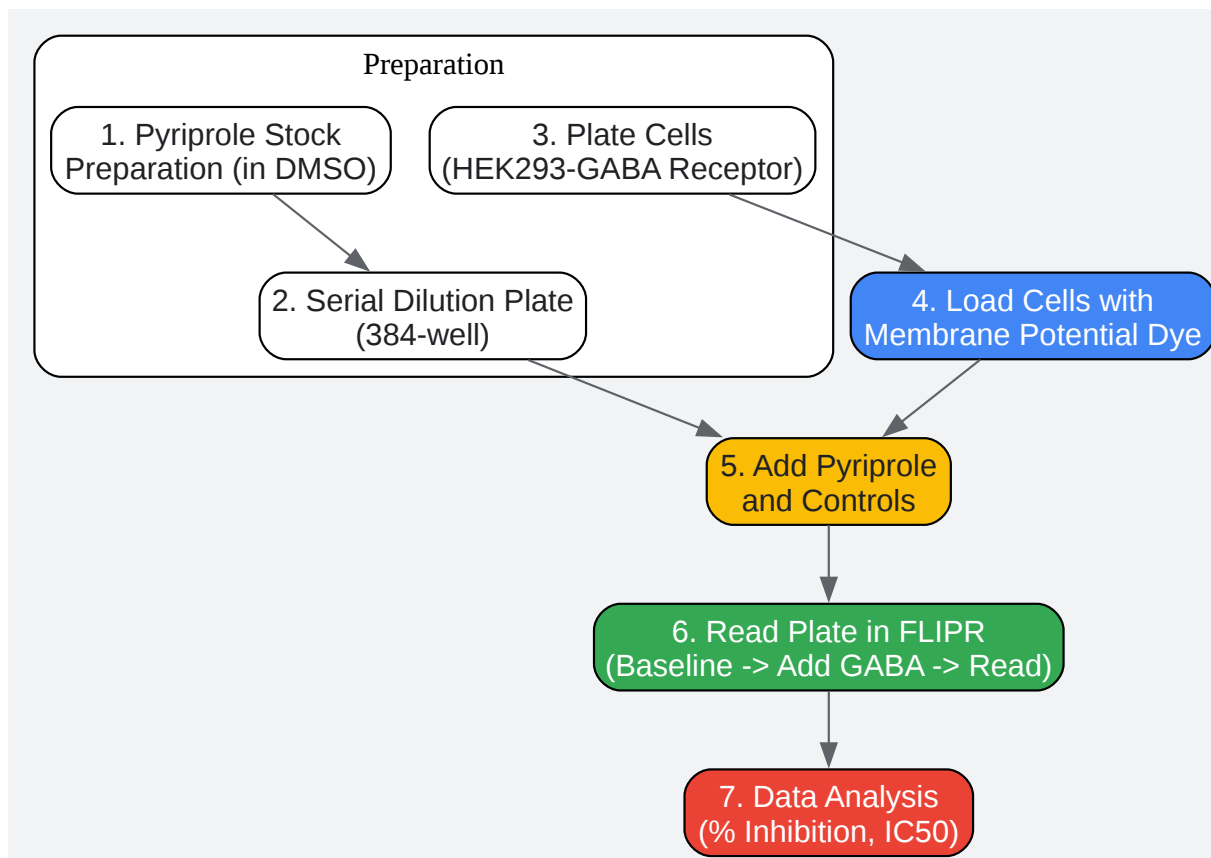 Preparation
1. Pyriprole Stock
Preparation (in DMSO)
3. Plate Cells
(HEK293-GABA Receptor)
2. Serial Dilution Plate
(384-well)
4. Load Cells with
Membrane Potential Dye
5. Add Pyriprole
and Controls
6. Read Plate in FLIPR
(Baseline -> Add GABA -> Read)
7. Data Analysis
(% Inhibition, IC50)